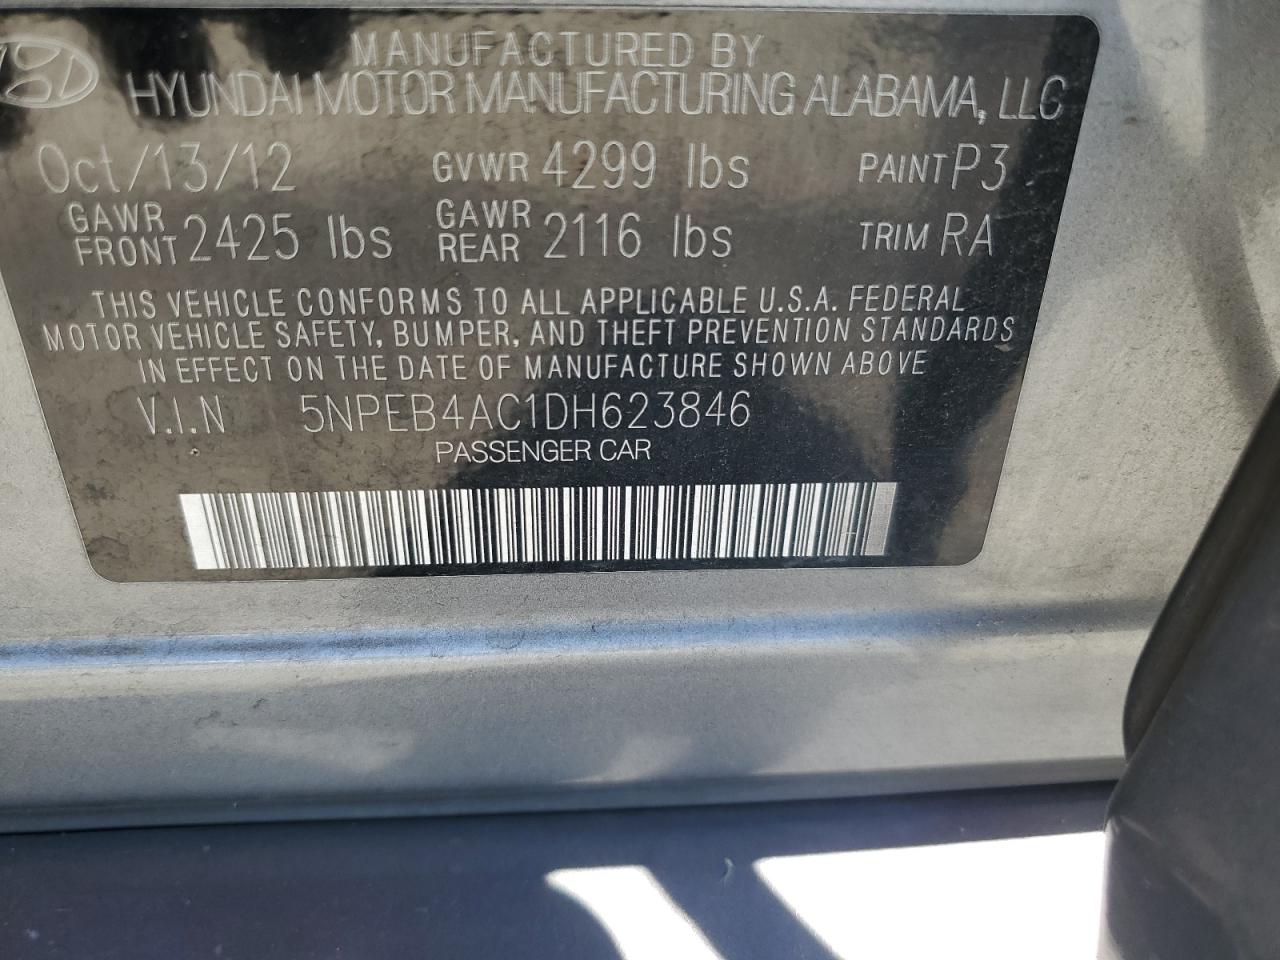 MANUFACTURED BY
HYUNDAI MOTOR MANUFACTURING ALABAMA, LLC
Oct/13/12 GVWR 4299 lbs PAINT P3
GAWR FRONT 2425 lbs GAWR REAR 2116 lbs TRIM RA
THIS VEHICLE CONFORMS TO ALL APPLICABLE U.S.A. FEDERAL
MOTOR VEHICLE SAFETY, BUMPER, AND THEFT PREVENTION STANDARDS
IN EFFECT ON THE DATE OF MANUFACTURE SHOWN ABOVE
V.I.N 5NPEB4AC1DH623846
PASSENGER CAR